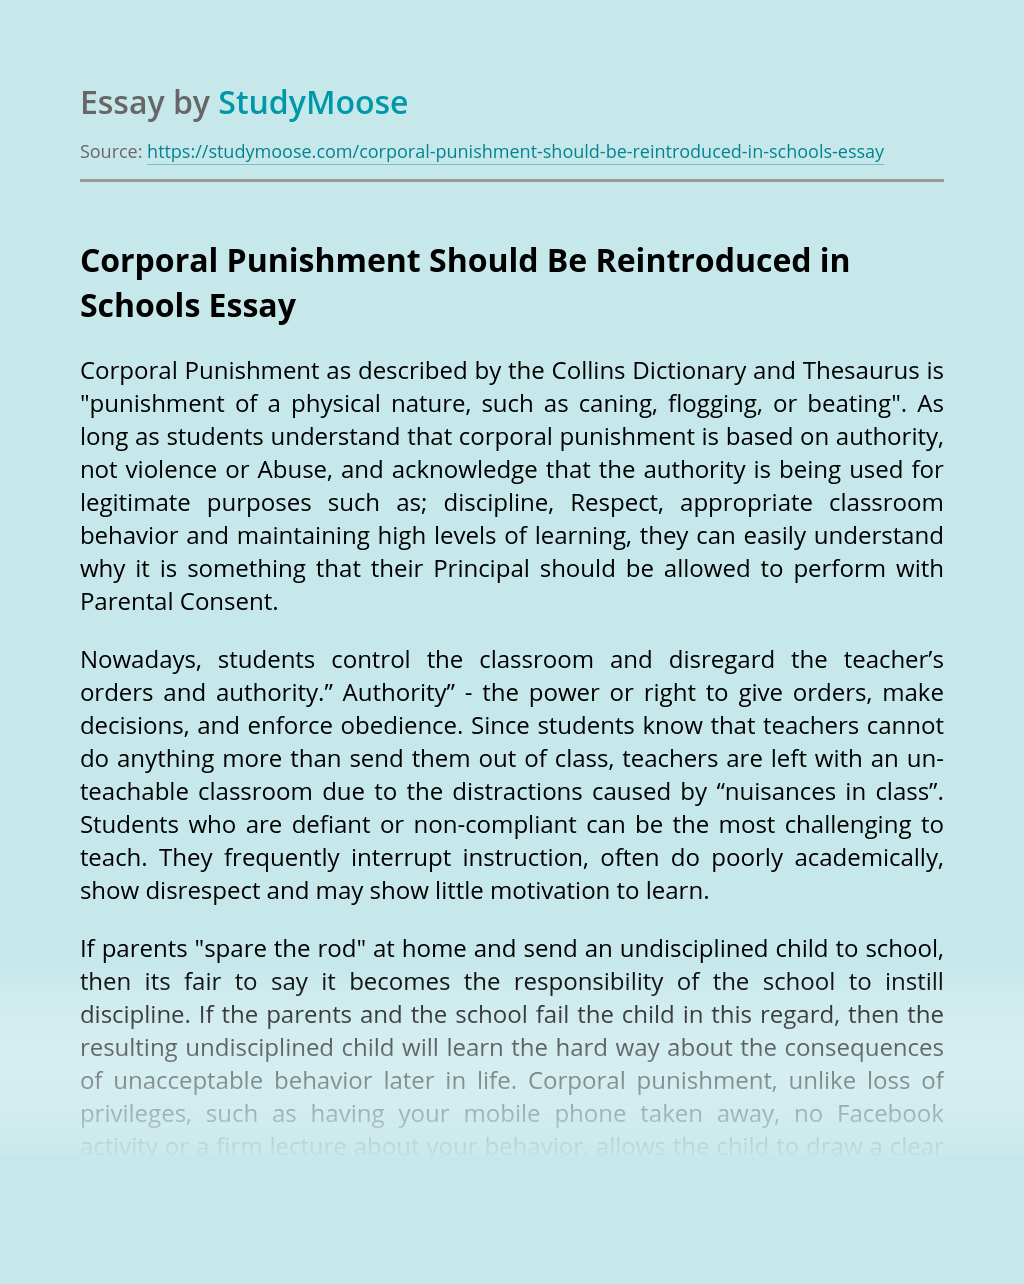 Essay by StudyMoose
Source: https://studymoose.com/corporal-punishment-should-be-reintroduced-in-schools-essay
Corporal Punishment Should Be Reintroduced in
Schools Essay
Corporal Punishment as described by the Collins Dictionary and Thesaurus is
"punishment of a physical nature, such as caning, flogging, or beating". As
long as students understand that corporal punishment is based on authority,
not violence or Abuse, and acknowledge that the authority is being used for
legitimate purposes such as; discipline, Respect, appropriate classroom
behavior and maintaining high levels of learning, they can easily understand
why it is something that their Principal should be allowed to perform with
Parental Consent.
Nowadays, students control the classroom and disregard the teacher’s
orders and authority.” Authority” - the power or right to give orders, make
decisions, and enforce obedience. Since students know that teachers cannot
do anything more than send them out of class, teachers are left with an un-
teachable classroom due to the distractions caused by “nuisances in class”.
Students who are defiant or non-compliant can be the most challenging to
teach. They frequently interrupt instruction, often do poorly academically,
show disrespect and may show little motivation to learn.
If parents "spare the rod" at home and send an undisciplined child to school,
then its fair to say it becomes the responsibility of the school to instill
discipline. If the parents and the school fail the child in this regard, then the
resulting undisciplined child will learn the hard way about the consequences
of unacceptable behavior later in life. Corporal punishment, unlike loss of
privileges, such as having your mobile phone taken away, no Facebook
activity or a firm lecture about your behavior, allows the child to draw a clear